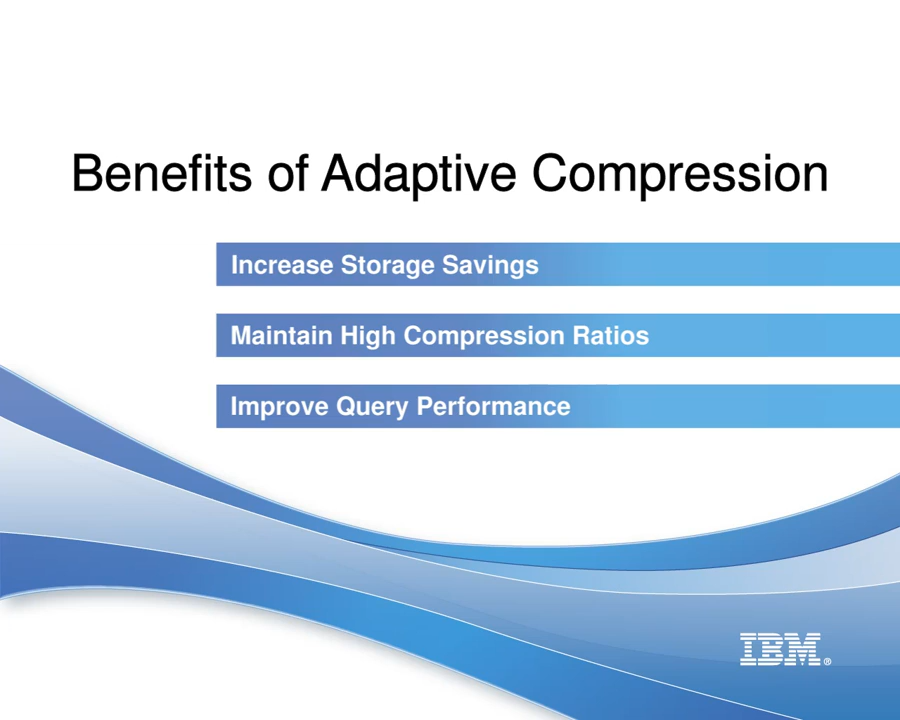 Benefits of Adaptive Compression
Increase Storage Savings
Maintain High Compression Ratios
Improve Query Performance
IBM®